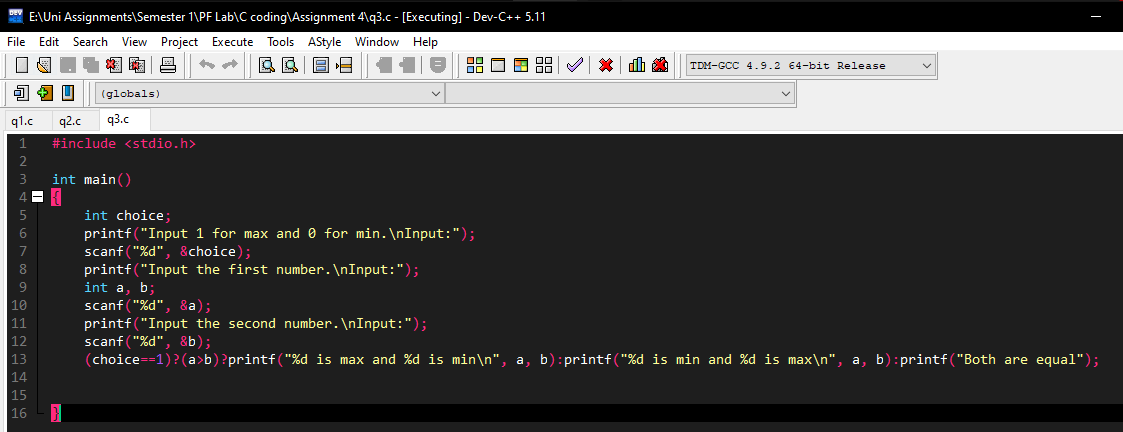 E:\Uni Assignments\Semester 1\PF Lab\C coding\Assignment 4\q3.c - [Executing] - Dev-C++ 5.11
File Edit Search View Project Execute Tools AStyle Window Help
TDM-GCC 4.9.2 64-bit Release
(globals)
q1.c q2.c q3.c
1 #include <stdio.h>
2
3 int main()
4 {
5 int choice;
6 printf("Input 1 for max and 0 for min.\nInput:");
7 scanf("%d", &choice);
8 printf("Input the first number.\nInput:");
9 int a, b;
10 scanf("%d", &a);
11 printf("Input the second number.\nInput:");
12 scanf("%d", &b);
13 (choice==1)?(a>b)?printf("%d is max and %d is min\n", a, b):printf("%d is min and %d is max\n", a, b):printf("Both are equal");
14
15
16 }